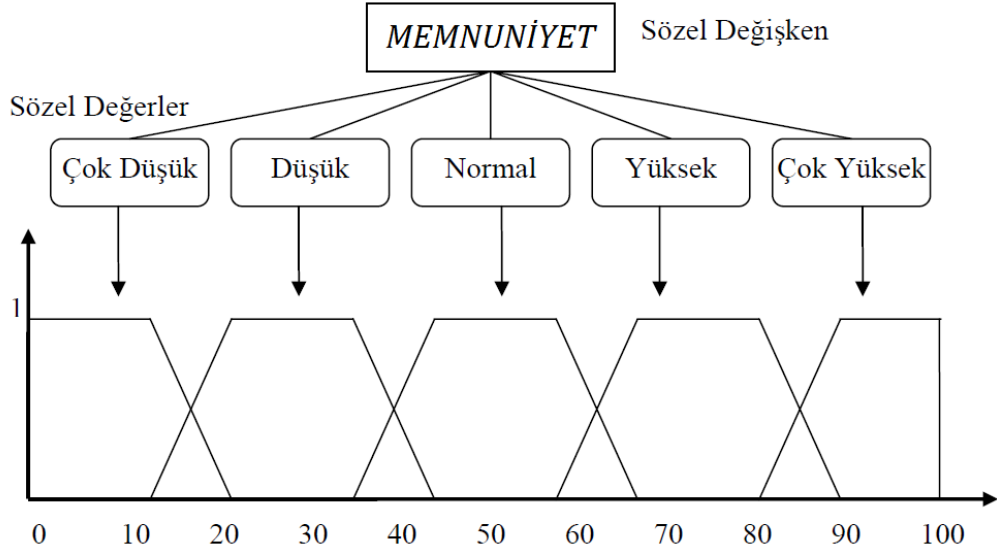 MEMNUNİYET
Sözel Değişken
Sözel Değerler
Çok Düşük
Düşük
Normal
Yüksek
Çok Yüksek
1
0 10 20 30 40 50 60 70 80 90 100